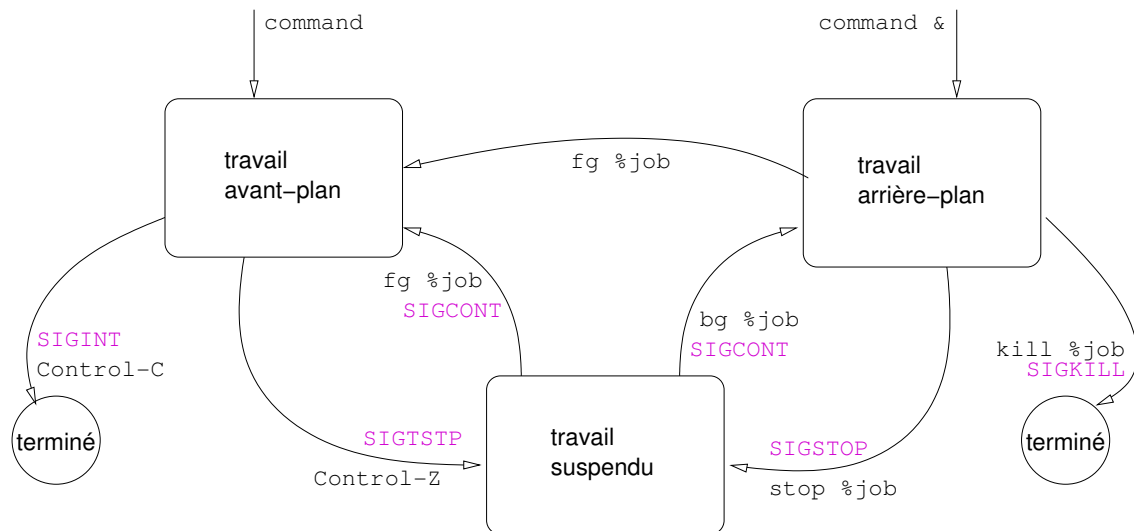 command
command &
travail
avant–plan
fg %job
travail
arrière–plan
fg %job
SIGCONT
bg %job
SIGCONT
SIGINT
Control–C
kill %job
SIGKILL
terminé
SIGTSTP
Control–Z
travail
suspendu
SIGSTOP
stop %job
terminé